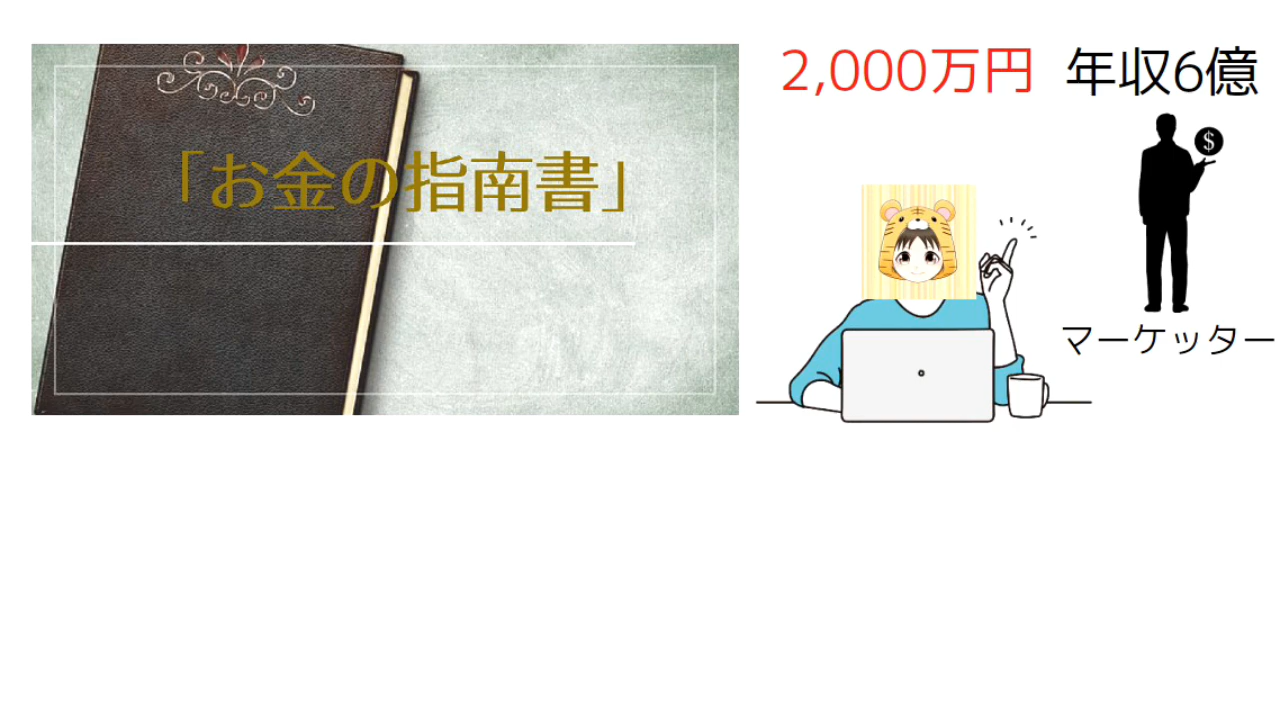 「お金の指南書」
2,000万円
年収6億
$
マーケッター